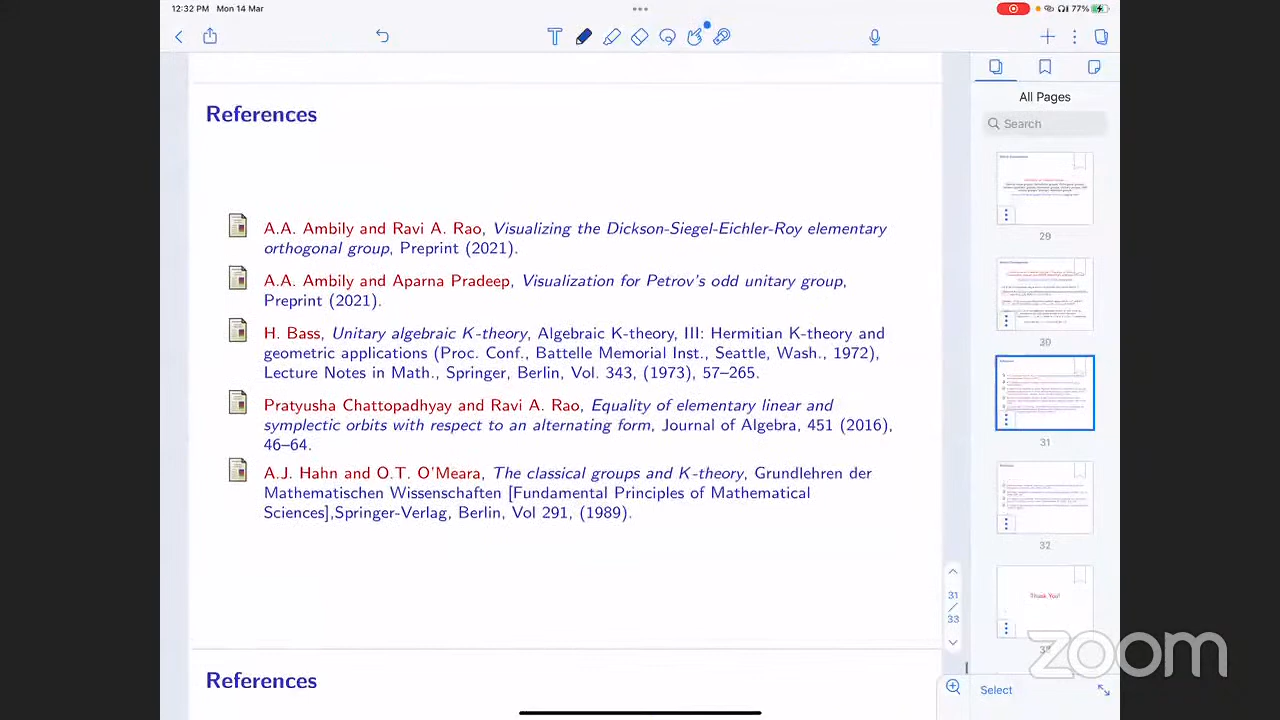 12:32 PM Mon 14 Mar
77%
All Pages
Search
References
A.A. Ambily and Ravi A. Rao, Visualizing the Dickson-Siegel-Eichler-Roy elementary
orthogonal group, Preprint (2021).
A.A. Ambily, Aparna Pradeep, Visualization of Petrov's odd unitary group,
Preprint (2021).
H. Bass, Unitary algebraic K-theory, Algebraic K-theory, III: Hermitian K-theory and
geometric applications (Proc. Conf., Battelle Memorial Inst., Seattle, Wash., 1972),
Lecture Notes in Math., Springer, Berlin, Vol. 343, (1973), 57–265.
and Ravi A. Rao, Equality of elementary linear and
symplectic orbits with respect to an alternating form, Journal of Algebra, 451 (2016),
46–64.
A.J. Hahn and O.T. O'Meara, The classical groups and K-theory, Grundlehren der
Mathematischen Wissenschaften [Fundamental Principles of Mathematical
Sciences], Springer-Verlag, Berlin, Vol 291, (1989).
References
31
33
29
30
31
32
Thank You!
Select
zoom